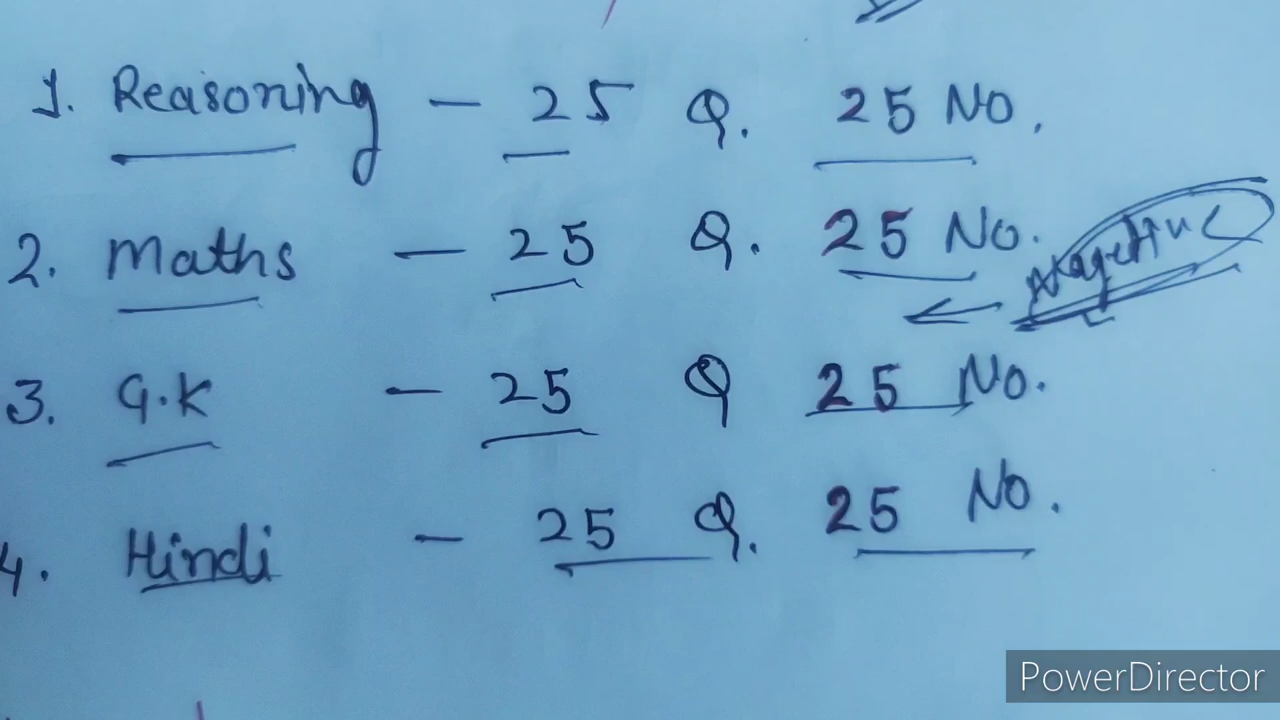 1. Reasoning - 25 Q. 25 No.
2. Maths - 25 Q. 25 No.
Negetive
3. G.K - 25 Q 25 No.
4. Hindi - 25 Q. 25 No.
PowerDirector